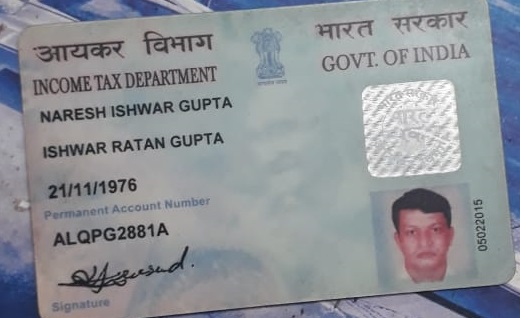 आयकर विभाग
INCOME TAX DEPARTMENT
भारत सरकार
GOVT. OF INDIA
NARESH ISHWAR GUPTA
ISHWAR RATAN GUPTA
21/11/1976
Permanent Account Number
ALQPG2881A
Signature
05022015